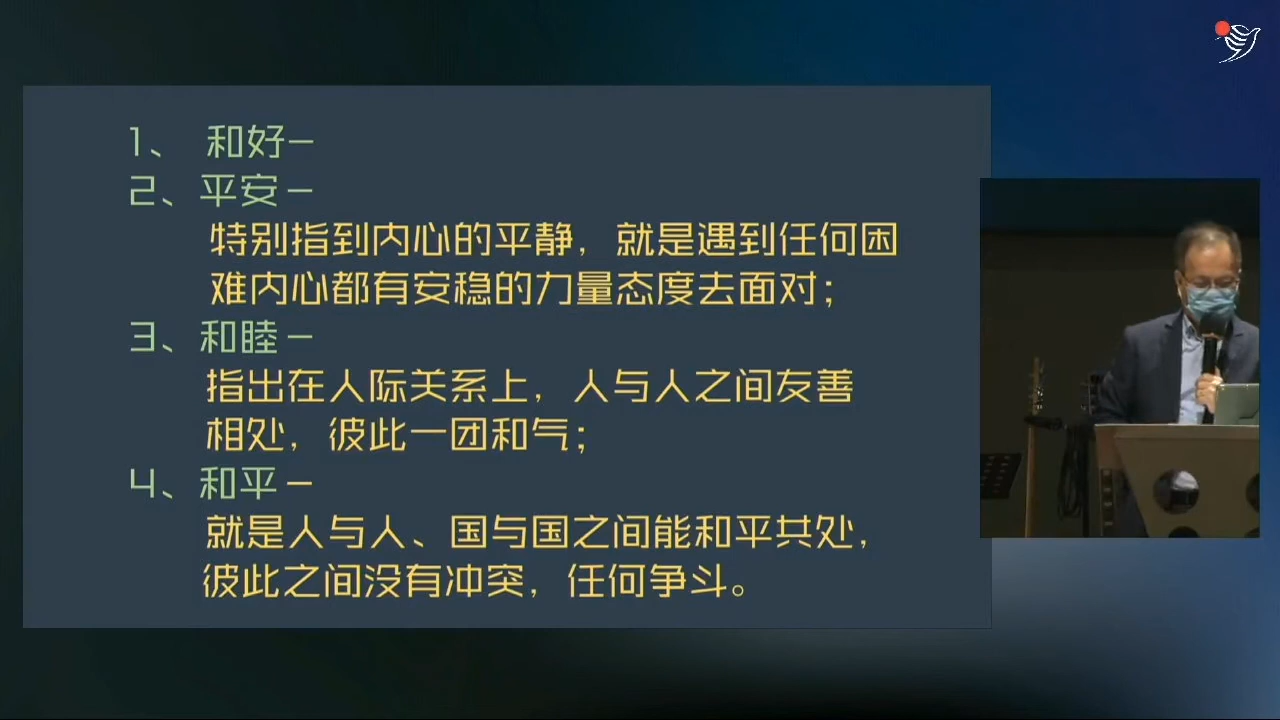 1、 和好－
2、平安－
特别指到内心的平静，就是遇到任何困
难内心都有安稳的力量态度去面对；
3、和睦－
指出在人际关系上，人与人之间友善
相处，彼此一团和气；
4、和平－
就是人与人、国与国之间能和平共处，
彼此之间没有冲突，任何争斗。